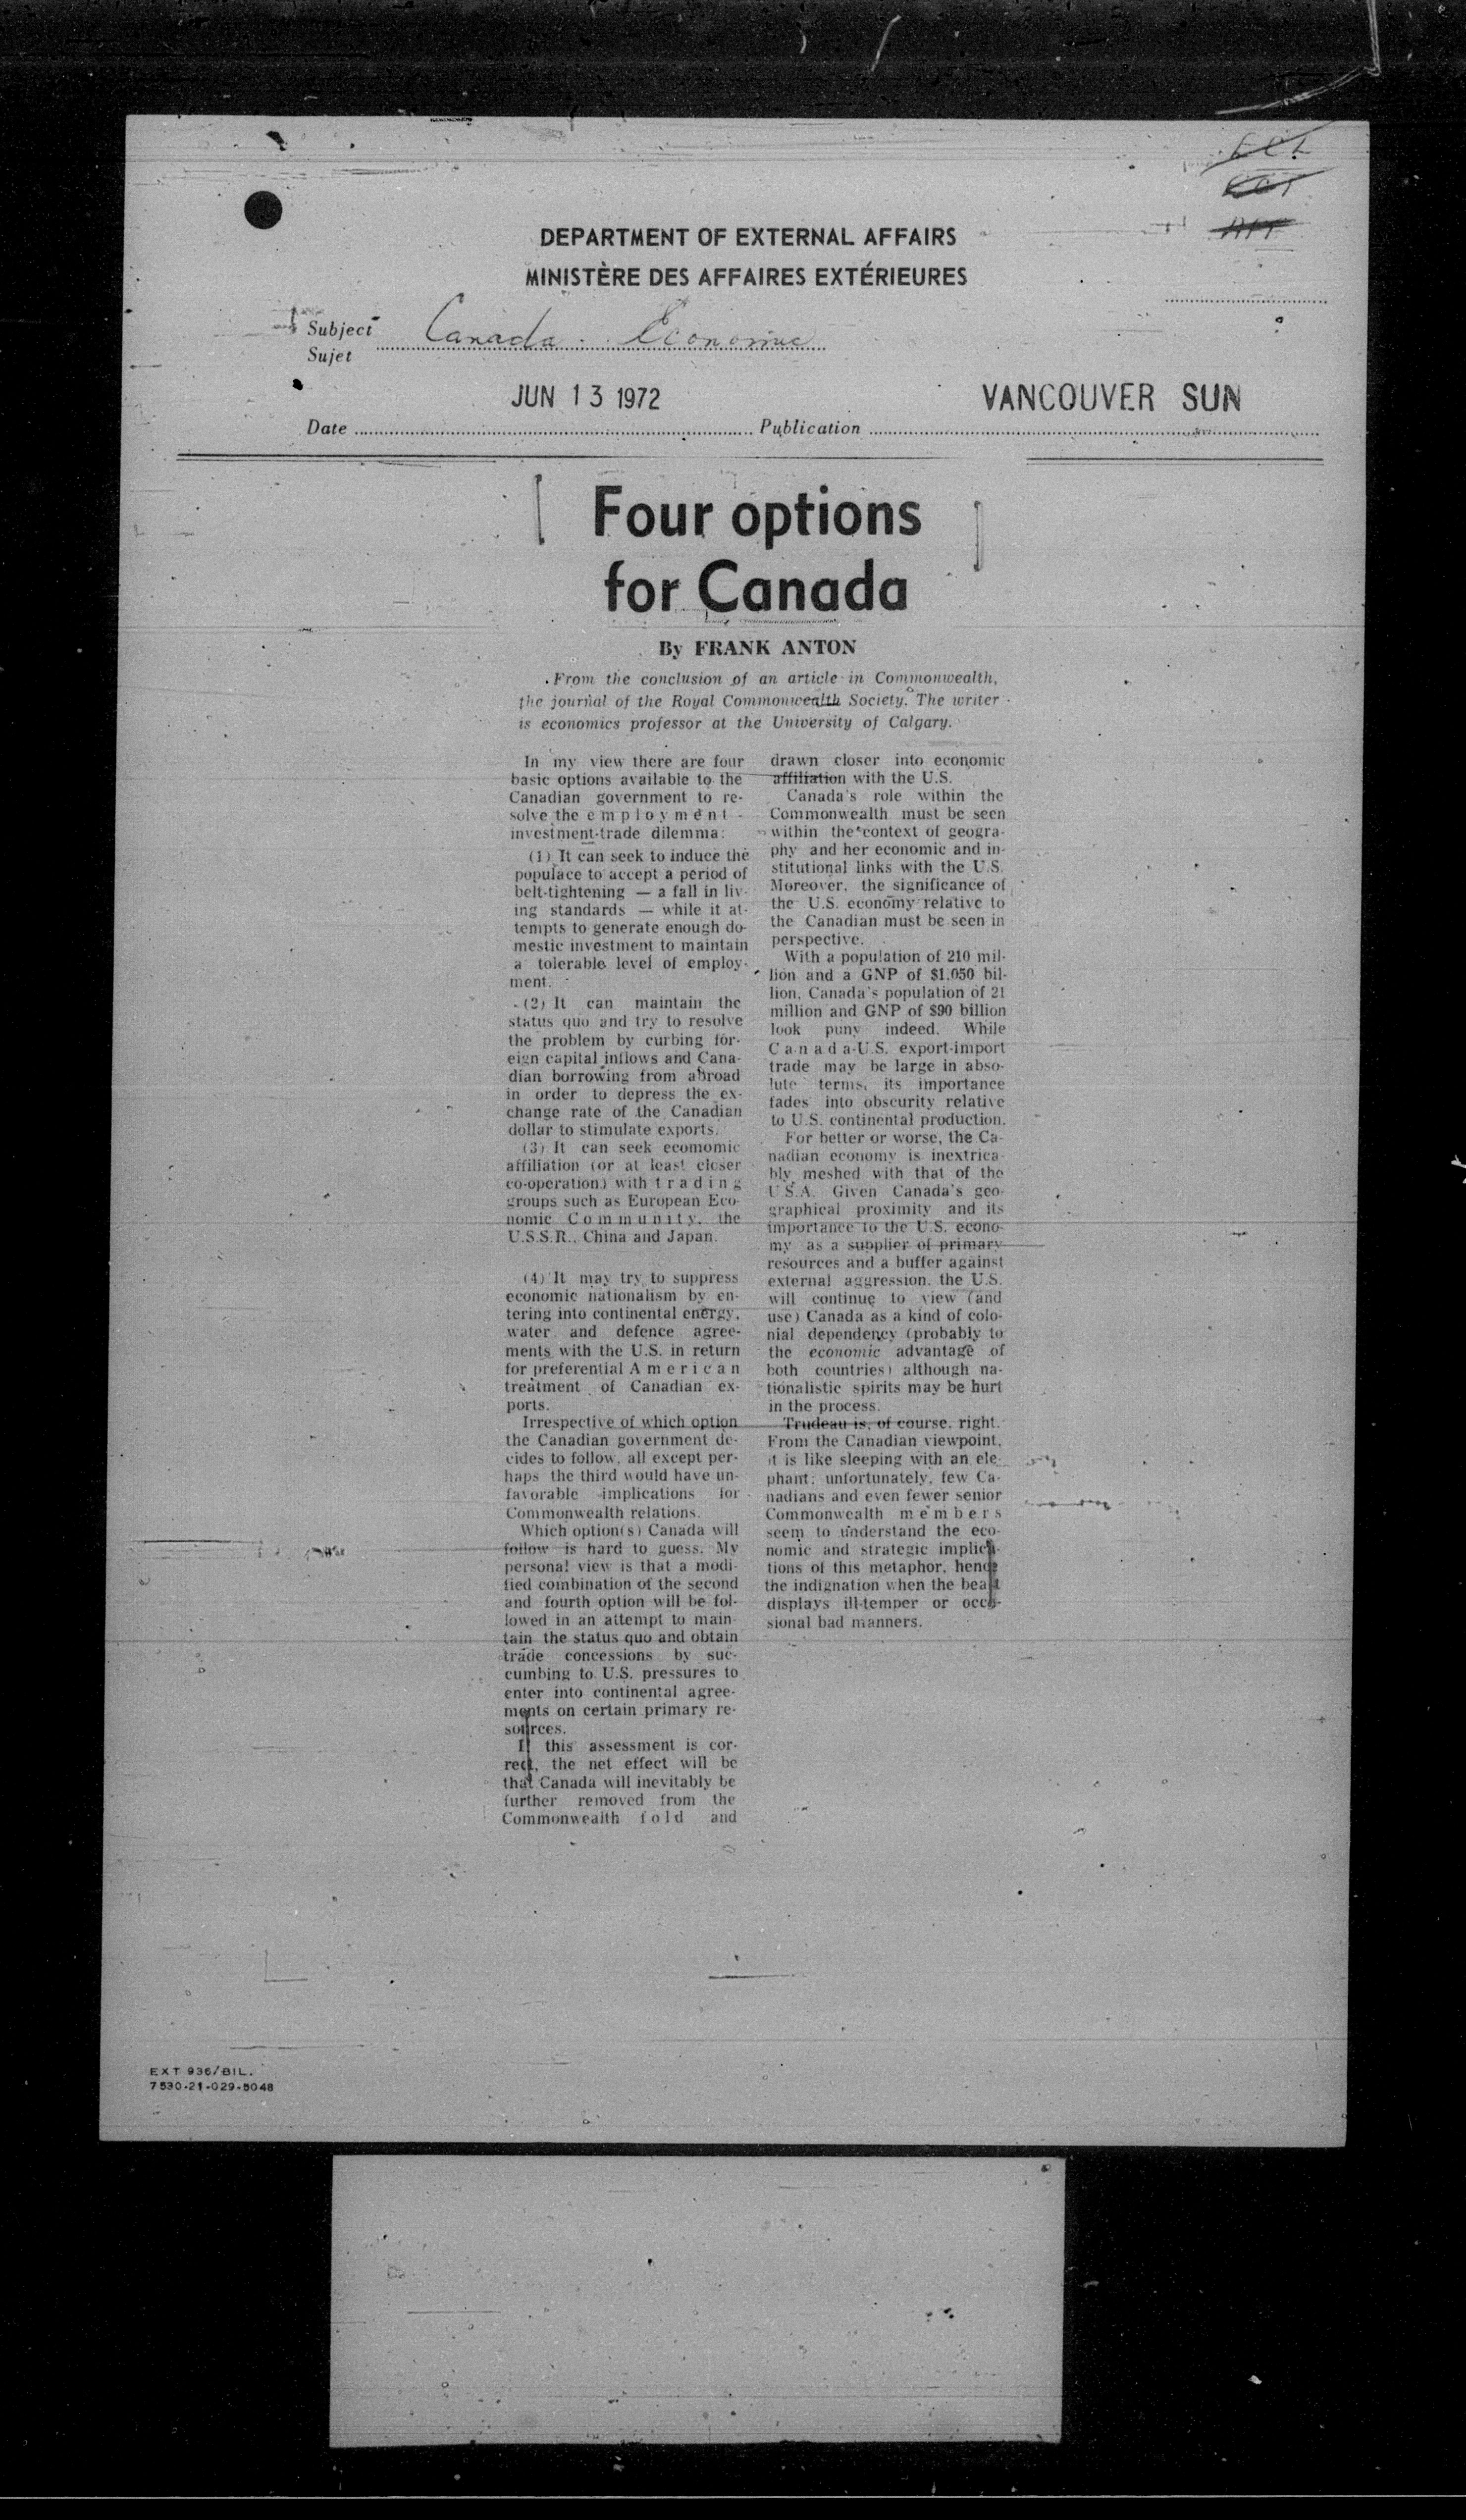 DEPARTMENT OF EXTERNAL AFFAIRS
MINISTÈRE DES AFFAIRES EXTÉRIEURES
Subject
Canada - Economic
Sujet
JUN 13 1972
VANCOUVER SUN
Date
Publication
Four options
for Canada
By FRANK ANTON
From the conclusion of an article in Commonwealth,
the journal of the Royal Commonwealth Society. The writer
is economics professor at the University of Calgary.
In my view there are four
basic options available to the
Canadian government to re-
solve the employment-
investment-trade dilemma:
(1) It can seek to induce the
populace to accept a period of
belt-tightening — a fall in liv-
ing standards — while it at-
tempts to generate enough do-
mestic investment to maintain
a tolerable level of employ-
ment.
(2) It can maintain the
status quo and try to resolve
the problem by curbing for-
eign capital inflows and Cana-
dian borrowing from abroad
in order to depress the ex-
change rate of the Canadian
dollar to stimulate exports.
(3) It can seek ecomomic
affiliation (or at least closer
co-operation) with trading
groups such as European Eco-
nomic Community, the
U.S.S.R., China and Japan.
(4) It may try to suppress
economic nationalism by en-
tering into continental energy,
water and defence agree-
ments with the U.S. in return
for preferential American
treatment of Canadian ex-
ports.
Irrespective of which option
the Canadian government de-
cides to follow, all except per-
haps the third would have un-
favorable implications for
Commonwealth relations.
Which option(s) Canada will
follow is hard to guess. My
personal view is that a modi-
fied combination of the second
and fourth option will be fol-
lowed in an attempt to main-
tain the status quo and obtain
trade concessions by suc-
cumbing to U.S. pressures to
enter into continental agree-
ments on certain primary re-
sources.
If this assessment is cor-
rect, the net effect will be
that Canada will inevitably be
further removed from the
Commonwealth fold and
drawn closer into economic
affiliation with the U.S.
Canada's role within the
Commonwealth must be seen
within the context of geogra-
phy and her economic and in-
stitutional links with the U.S.
Moreover, the significance of
the U.S. economy relative to
the Canadian must be seen in
perspective.
With a population of 210 mil-
lion and a GNP of $1,050 bil-
lion, Canada's population of 21
million and GNP of $90 billion
look puny indeed. While
Canada-U.S. export-import
trade may be large in abso-
lute terms, its importance
fades into obscurity relative
to U.S. continental production.
For better or worse, the Ca-
nadian economy is inextrica-
bly meshed with that of the
U.S.A. Given Canada's geo-
graphical proximity and its
importance to the U.S. econo-
my as a supplier of primary
resources and a buffer against
external aggression, the U.S.
will continue to view (and
use) Canada as a kind of colo-
nial dependency (probably to
the economic advantage of
both countries) although na-
tionalistic spirits may be hurt
in the process.
Trudeau is, of course, right.
From the Canadian viewpoint,
it is like sleeping with an ele-
phant; unfortunately, few Ca-
nadians and even fewer senior
Commonwealth members
seem to understand the eco-
nomic and strategic implica-
tions of this metaphor, hence
the indignation when the beast
displays ill-temper or occa-
sional bad manners.
EXT 936/BIL.
7530-21-029-5048